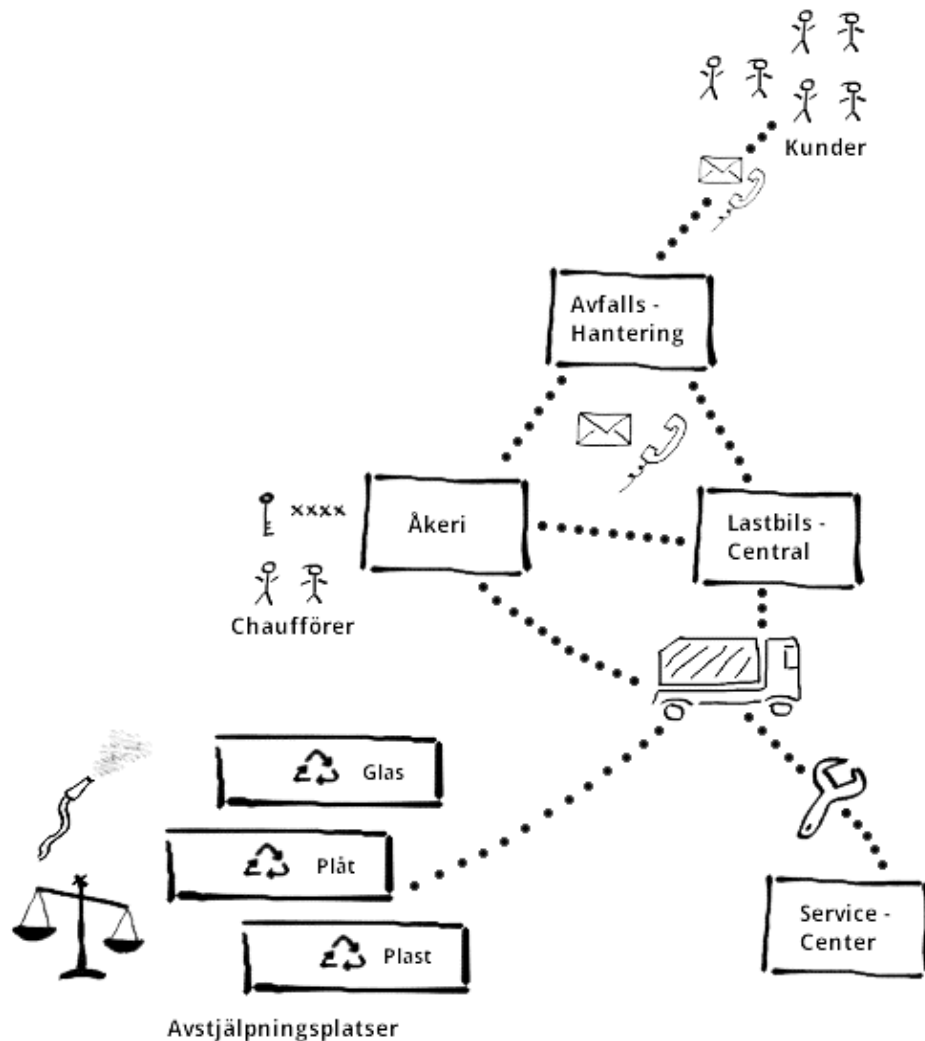 Kunder
Avfalls -
Hantering
xxxx
Åkeri
Lastbils -
Central
Chaufförer
Glas
Plåt
Plast
Service -
Center
Avstjälpningsplatser